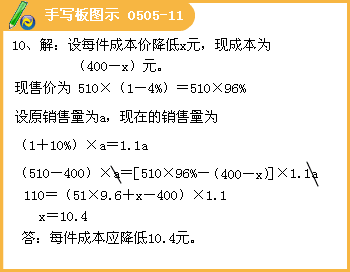 手写板图示 0505-11
10、解：设每件成本价降低x元，现成本为
（400－x）元。
现售价为 510×（1－4%）＝510×96%
设原销售量为a，现在的销售量为
（1＋10%）×a＝1.1a
（510－400）×a＝[510×96%－（400－x）]×1.1a
110＝（51×9.6＋x－400）×1.1
x＝10.4
答：每件成本应降低10.4元。